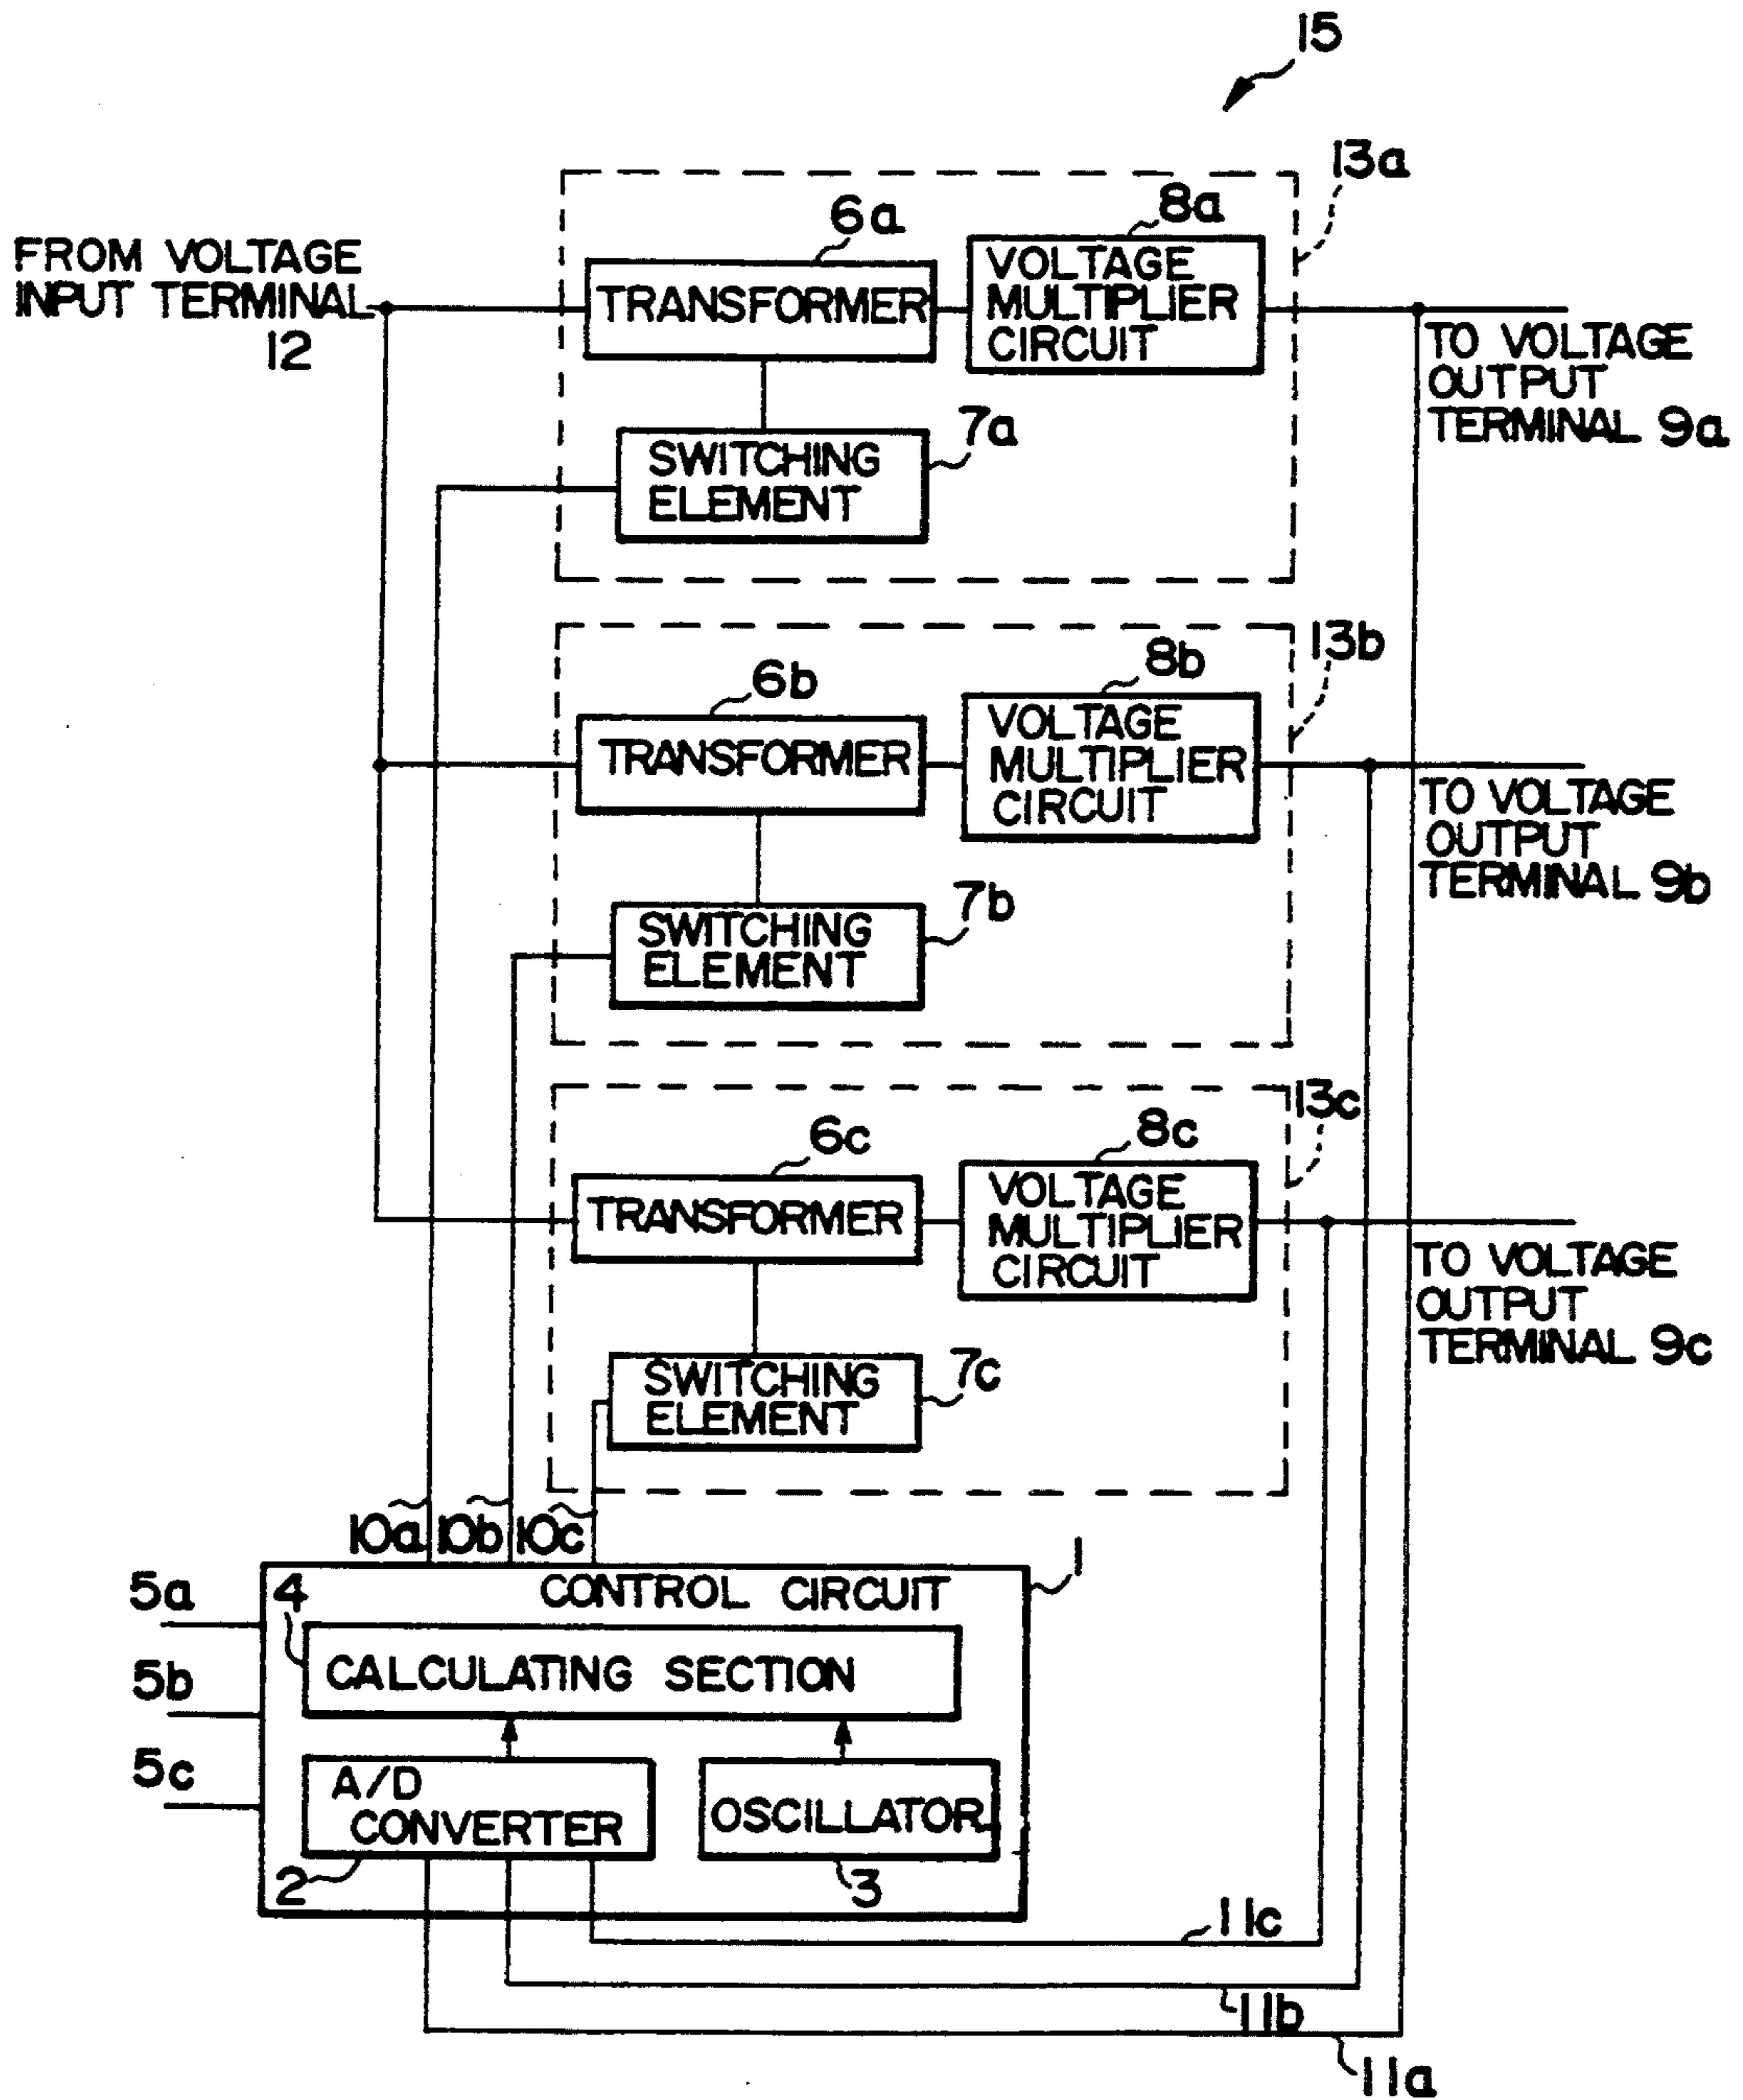 15
13a
6a
8a
FROM VOLTAGE
INPUT TERMINAL
12
TRANSFORMER
VOLTAGE
MULTIPLIER
CIRCUIT
TO VOLTAGE
OUTPUT
TERMINAL 9a
7a
SWITCHING
ELEMENT
13b
6b
8b
TRANSFORMER
VOLTAGE
MULTIPLIER
CIRCUIT
TO VOLTAGE
OUTPUT
TERMINAL 9b
7b
SWITCHING
ELEMENT
13c
6c
8c
TRANSFORMER
VOLTAGE
MULTIPLIER
CIRCUIT
TO VOLTAGE
OUTPUT
TERMINAL 9c
7c
SWITCHING
ELEMENT
10a 10b 10c
1
CONTROL CIRCUIT
4
5a
5b
5c
CALCULATING SECTION
A/D
CONVERTER
OSCILLATOR
2
3
11c
11b
11a